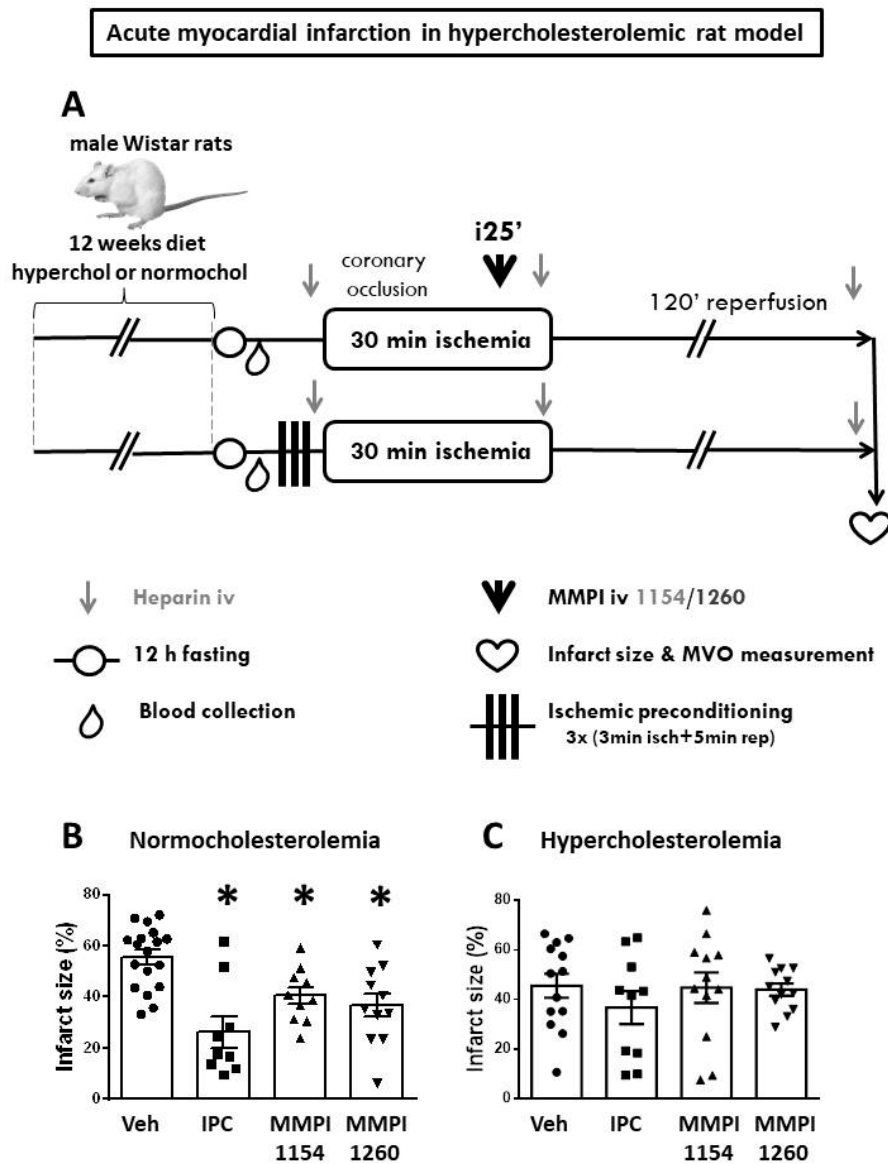 Acute myocardial infarction in hypercholesterolemic rat model
A
male Wistar rats
12 weeks diet
hyperchol or normochol
coronary
occlusion
i25'
120' reperfusion
30 min ischemia
30 min ischemia
Heparin iv
MMPI iv 1154/1260
12 h fasting
Infarct size & MVO measurement
Blood collection
Ischemic preconditioning
3x (3min isch+5min rep)
B Normocholesterolemia
Infarct size (%)
80
60
40
20
0
* * *
Veh IPC MMPI MMPI
1154 1260
C Hypercholesterolemia
Infarct size (%)
80
60
40
20
0
Veh IPC MMPI MMPI
1154 1260